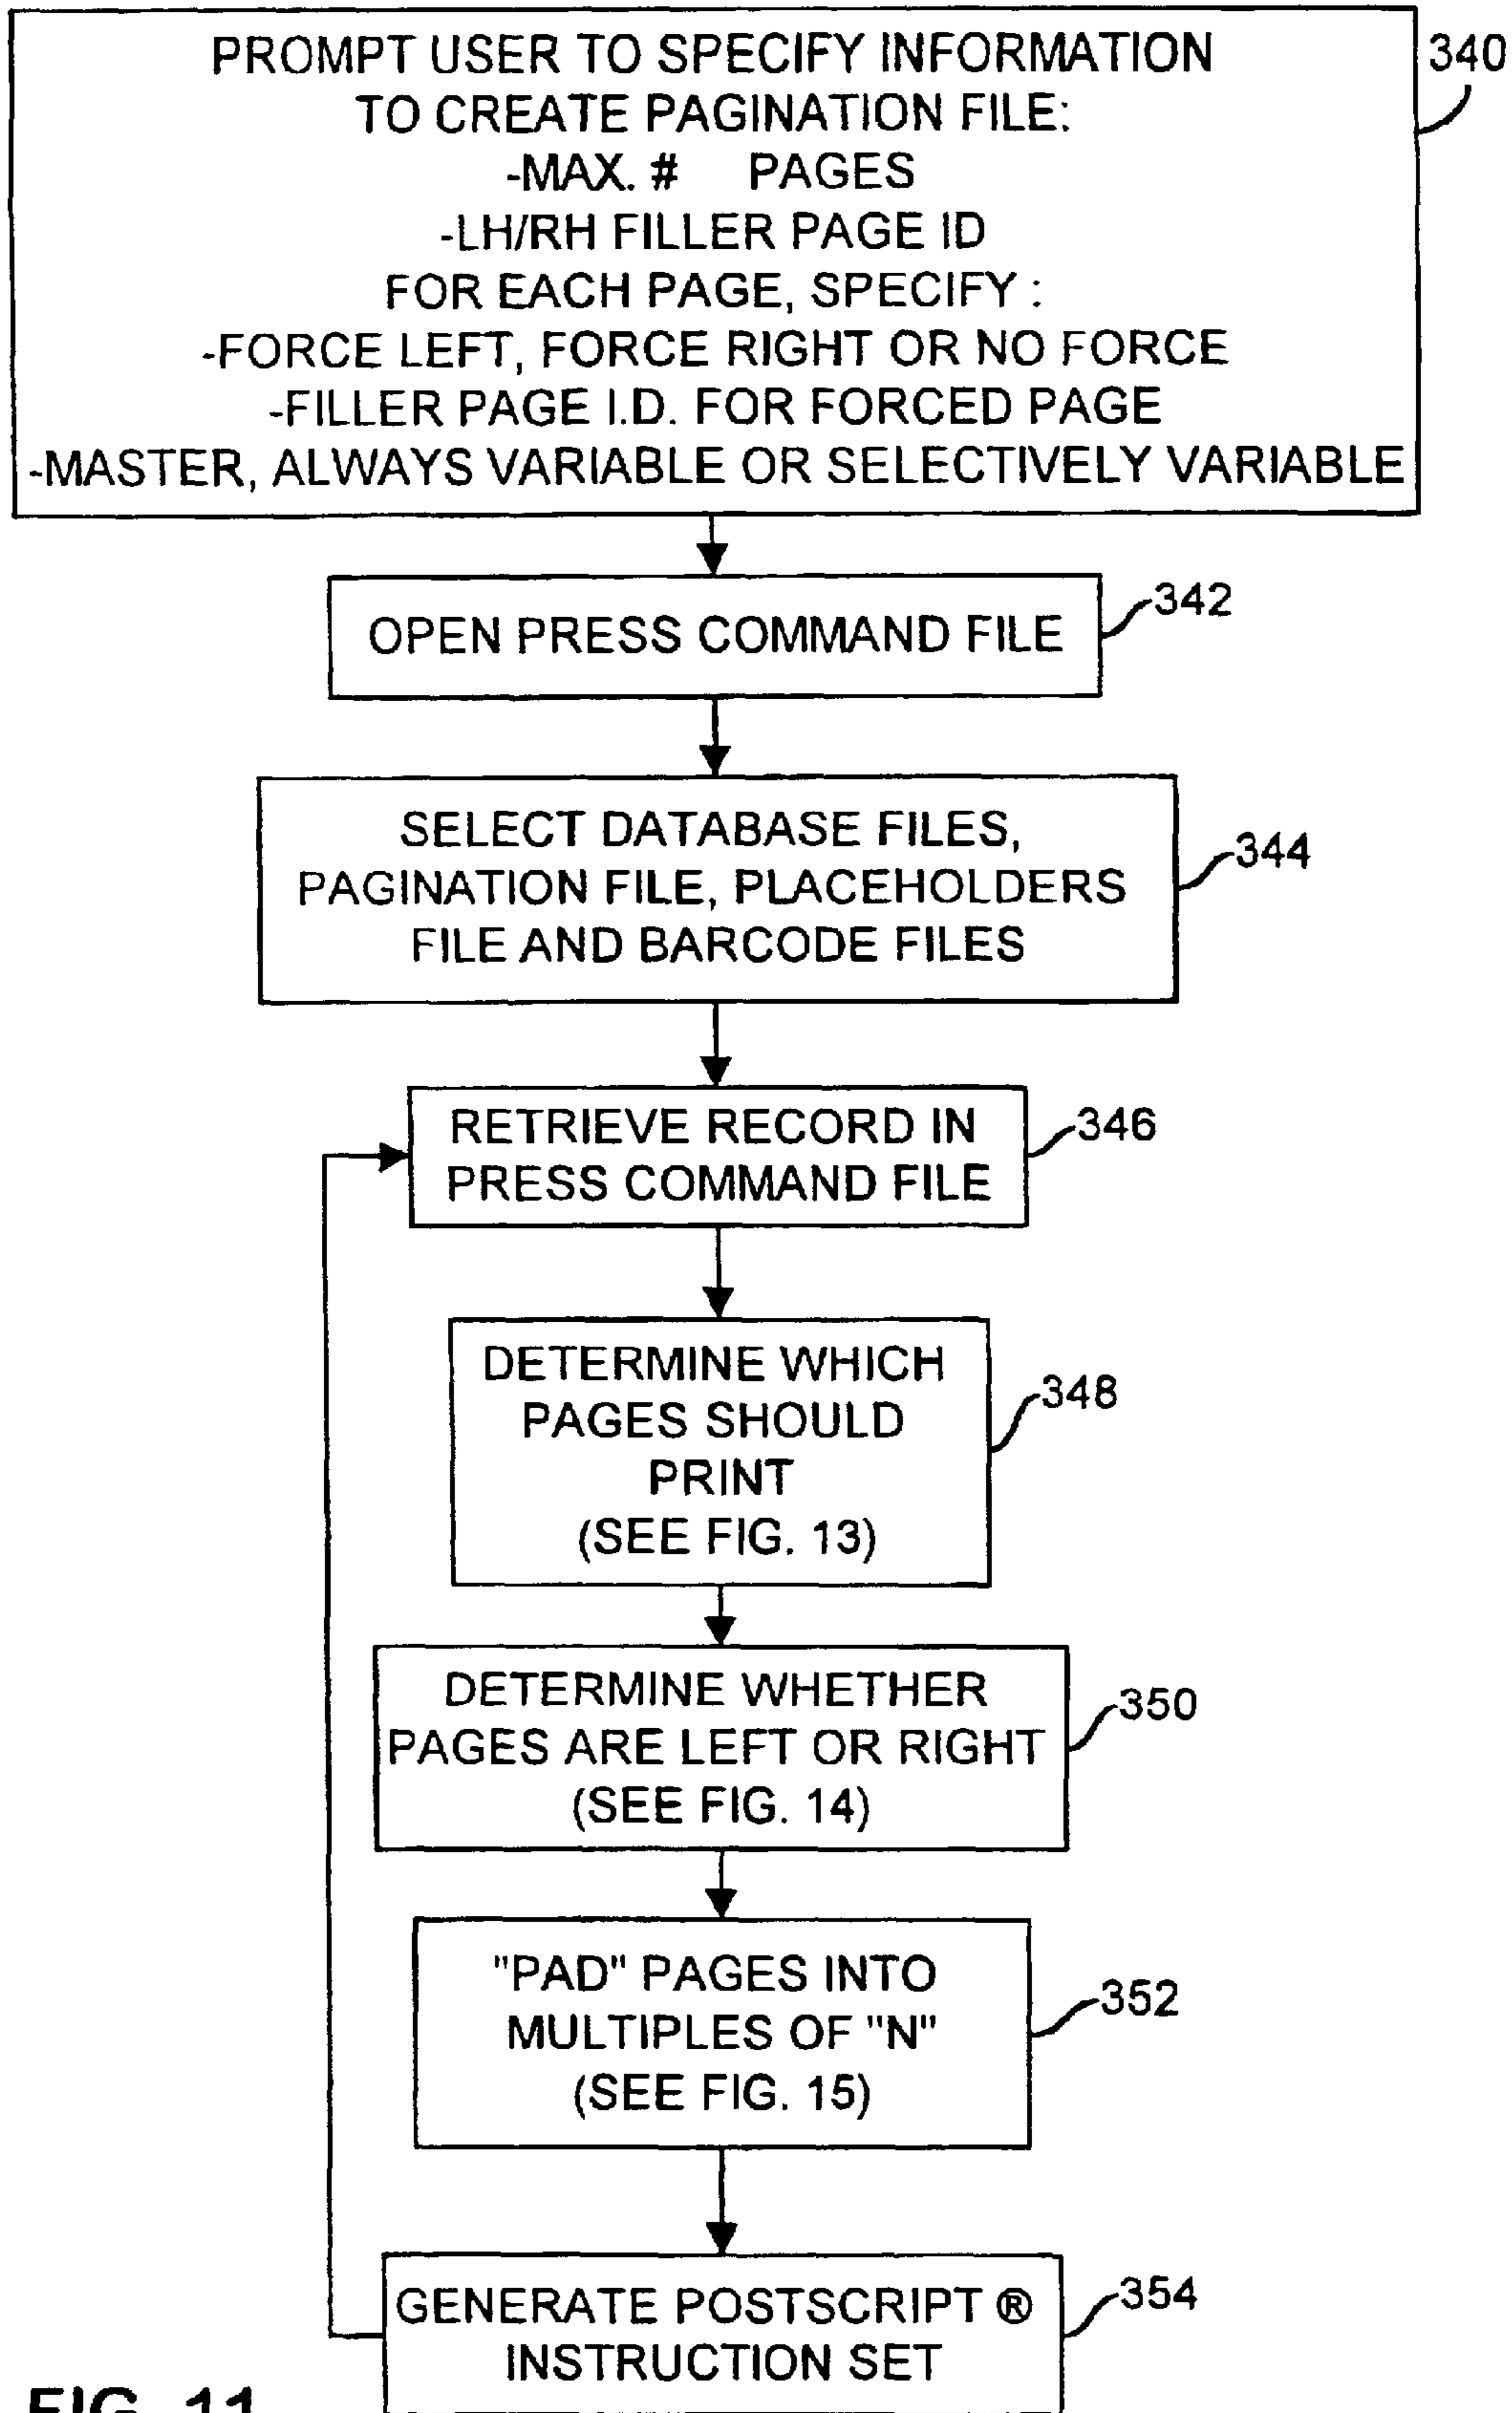 PROMPT USER TO SPECIFY INFORMATION
TO CREATE PAGINATION FILE:
-MAX. # PAGES
-LH/RH FILLER PAGE ID
FOR EACH PAGE, SPECIFY :
-FORCE LEFT, FORCE RIGHT OR NO FORCE
-FILLER PAGE I.D. FOR FORCED PAGE
-MASTER, ALWAYS VARIABLE OR SELECTIVELY VARIABLE
340
OPEN PRESS COMMAND FILE
342
SELECT DATABASE FILES,
PAGINATION FILE, PLACEHOLDERS
FILE AND BARCODE FILES
344
RETRIEVE RECORD IN
PRESS COMMAND FILE
346
DETERMINE WHICH
PAGES SHOULD
PRINT
(SEE FIG. 13)
348
DETERMINE WHETHER
PAGES ARE LEFT OR RIGHT
(SEE FIG. 14)
350
"PAD" PAGES INTO
MULTIPLES OF "N"
(SEE FIG. 15)
352
GENERATE POSTSCRIPT ®
INSTRUCTION SET
354
FIG. 11